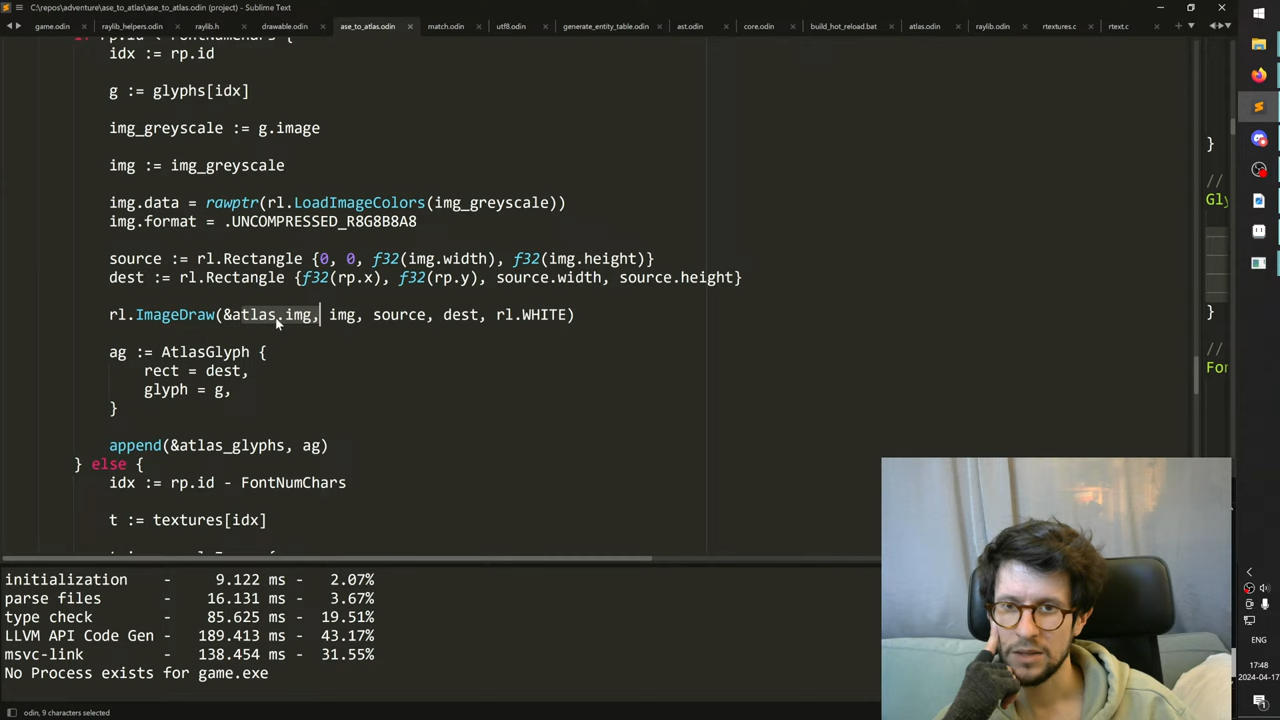 C:\repos\adventure\ase_to_atlas\ase_to_atlas.odin (project) - Sublime Text
game.odin raylib_helpers.odin raylib.h drawable.odin ase_to_atlas.odin match.odin utf8.odin generate_entity_table.odin ast.odin core.odin build_hot_reload.bat atlas.odin raylib.odin rtextures.c rtext.c
idx := rp.id
g := glyphs[idx]
img_greyscale := g.image
img := img_greyscale
img.data = rawptr(rl.LoadImageColors(img_greyscale))
img.format = .UNCOMPRESSED_R8G8B8A8
source := rl.Rectangle {0, 0, f32(img.width), f32(img.height)}
dest := rl.Rectangle {f32(rp.x), f32(rp.y), source.width, source.height}
rl.ImageDraw(&atlas.img, img, source, dest, rl.WHITE)
ag := AtlasGlyph {
rect = dest,
glyph = g,
}
append(&atlas_glyphs, ag)
} else {
idx := rp.id - FontNumChars
t := textures[idx]
}
//
Gly
}
//
For
initialization - 9.122 ms - 2.07%
parse files - 16.131 ms - 3.67%
type check - 85.625 ms - 19.51%
LLVM API Code Gen - 189.413 ms - 43.17%
msvc-link - 138.454 ms - 31.55%
No Process exists for game.exe
odin, 9 characters selected
ENG
17:48
2024-04-17